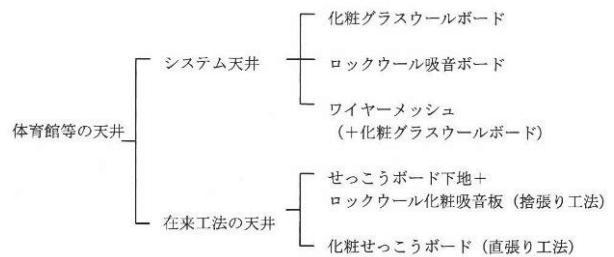 体育館等の天井
システム天井
化粧グラスウールボード
ロックウール吸音ボード
ワイヤーメッシュ
（＋化粧グラスウールボード）
在来工法の天井
せっこうボード下地＋
ロックウール化粧吸音板（捨張り工法）
化粧せっこうボード（直張り工法）